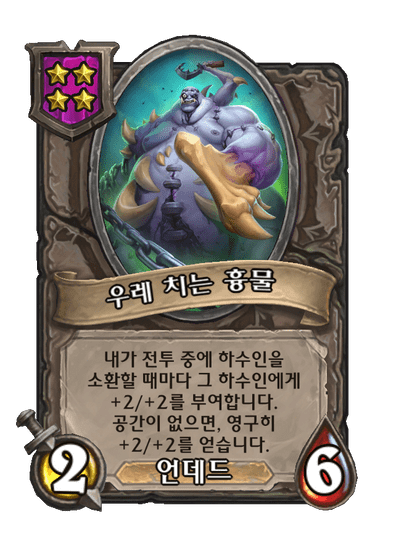 우레 치는 흉물
내가 전투 중에 하수인을
소환할 때마다 그 하수인에게
+2/+2를 부여합니다.
공간이 없으면, 영구히
+2/+2를 얻습니다.
언데드
2
6